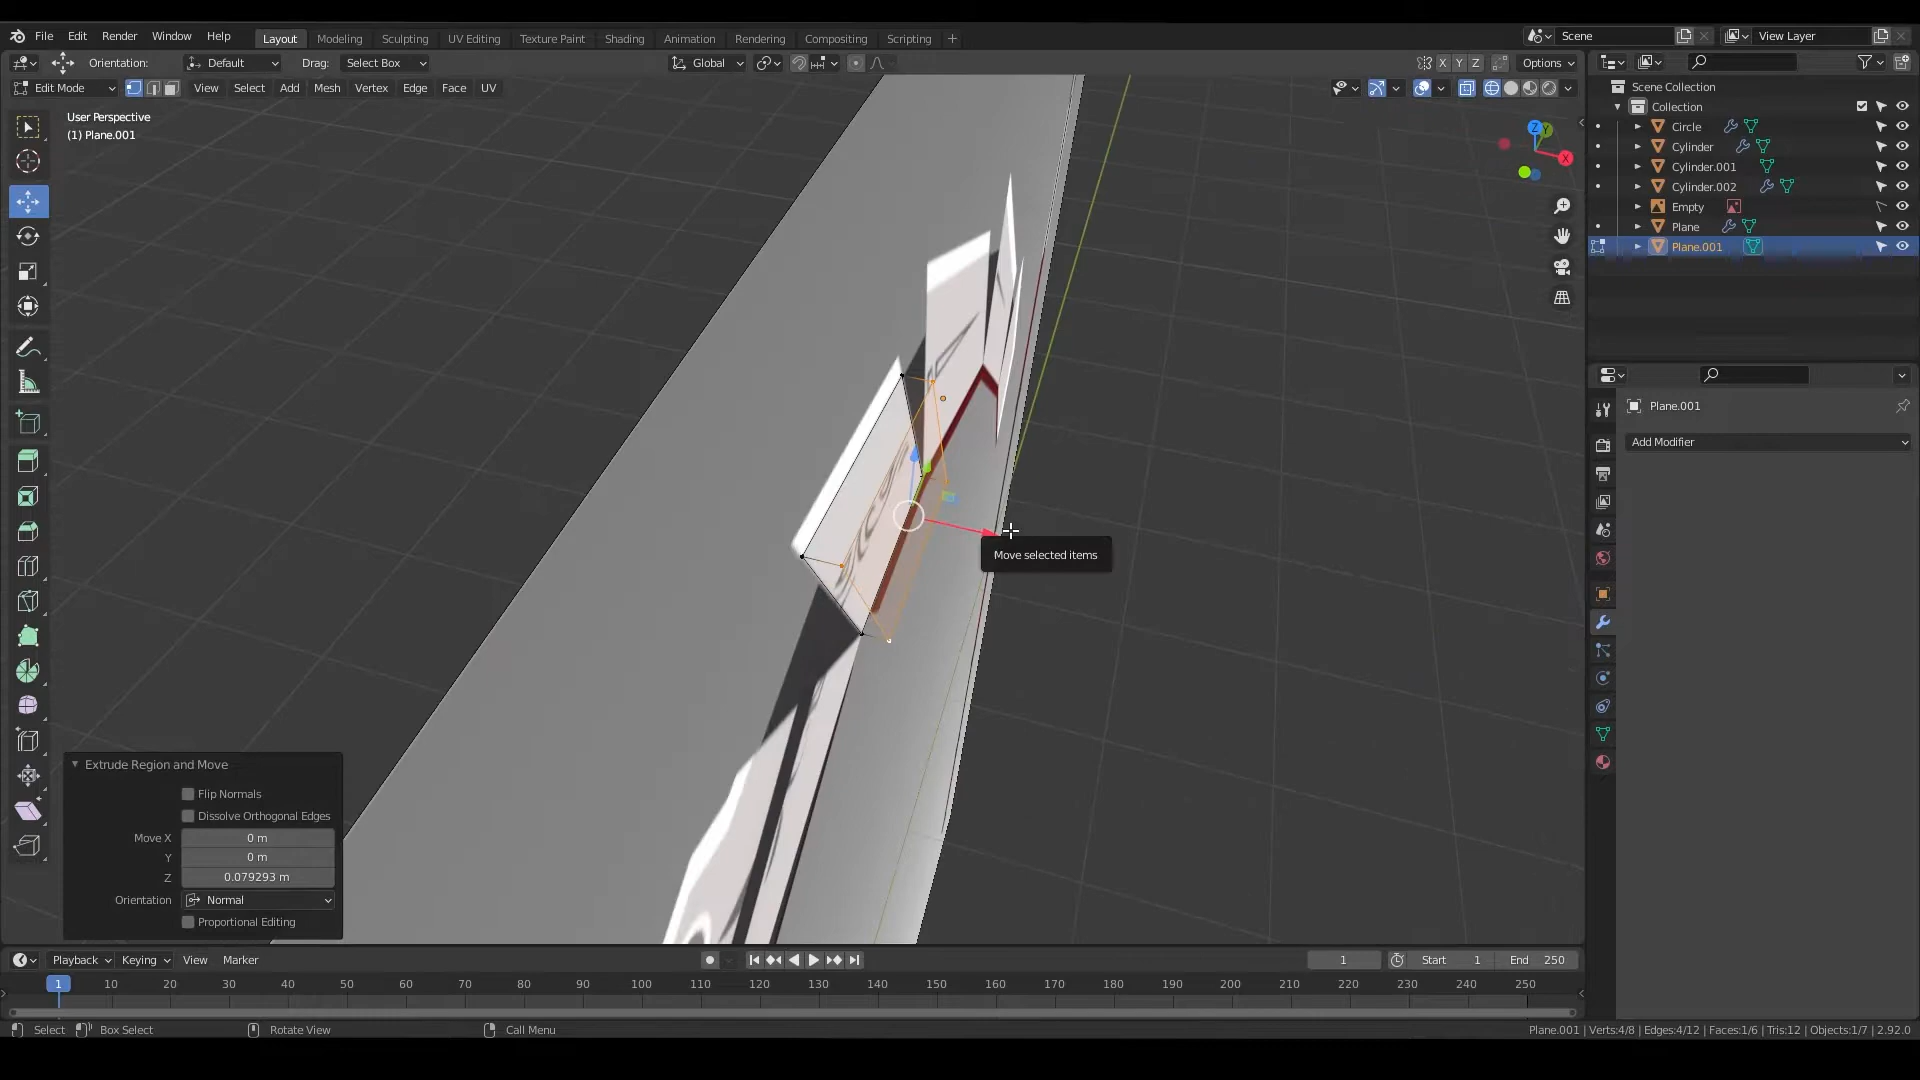 File Edit Render Window Help
Layout Modeling Sculpting UV Editing Texture Paint Shading Animation Rendering Compositing Scripting
Scene
View Layer
Orientation: Default Drag: Select Box
Global
X Y Z Options
Edit Mode View Select Add Mesh Vertex Edge Face UV
User Perspective
(1) Plane.001
Z
Y
X
Scene Collection
Collection
Circle
Cylinder
Cylinder.001
Cylinder.002
Empty
Plane
Plane.001
Plane.001
Add Modifier
Move selected items
Extrude Region and Move
Flip Normals
Dissolve Orthogonal Edges
Move X 0 m
Y 0 m
Z 0.079293 m
Orientation Normal
Proportional Editing
Playback Keying View Marker
1 Start 1 End 250
1 10 20 30 40 50 60 70 80 90 100 110 120 130 140 150 160 170 180 190 200 210 220 230 240 250
Select Box Select Rotate View Call Menu
Plane.001 | Verts:4/8 | Edges:4/12 | Faces:1/6 | Tris:12 | Objects:1/7 | 2.92.0